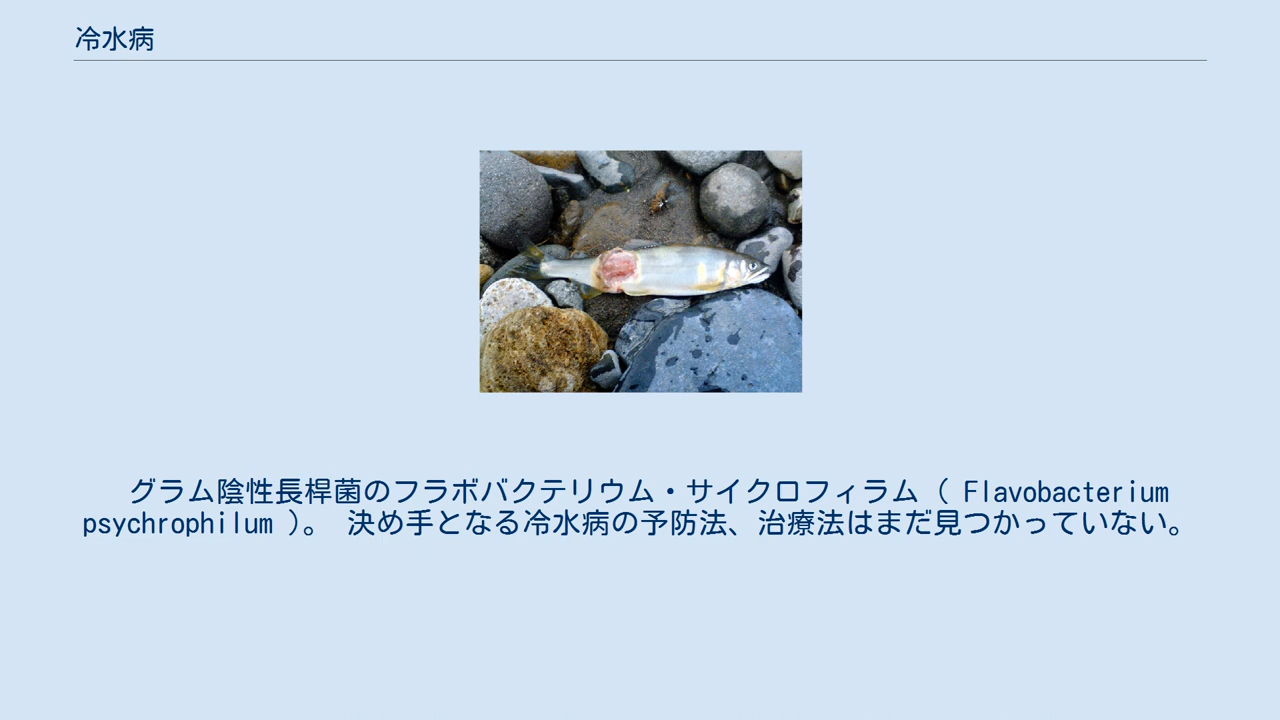 冷水病
グラム陰性長桿菌のフラボバクテリウム・サイクロフィラム ( Flavobacterium
psychrophilum )。 決め手となる冷水病の予防法、治療法はまだ見つかっていない。